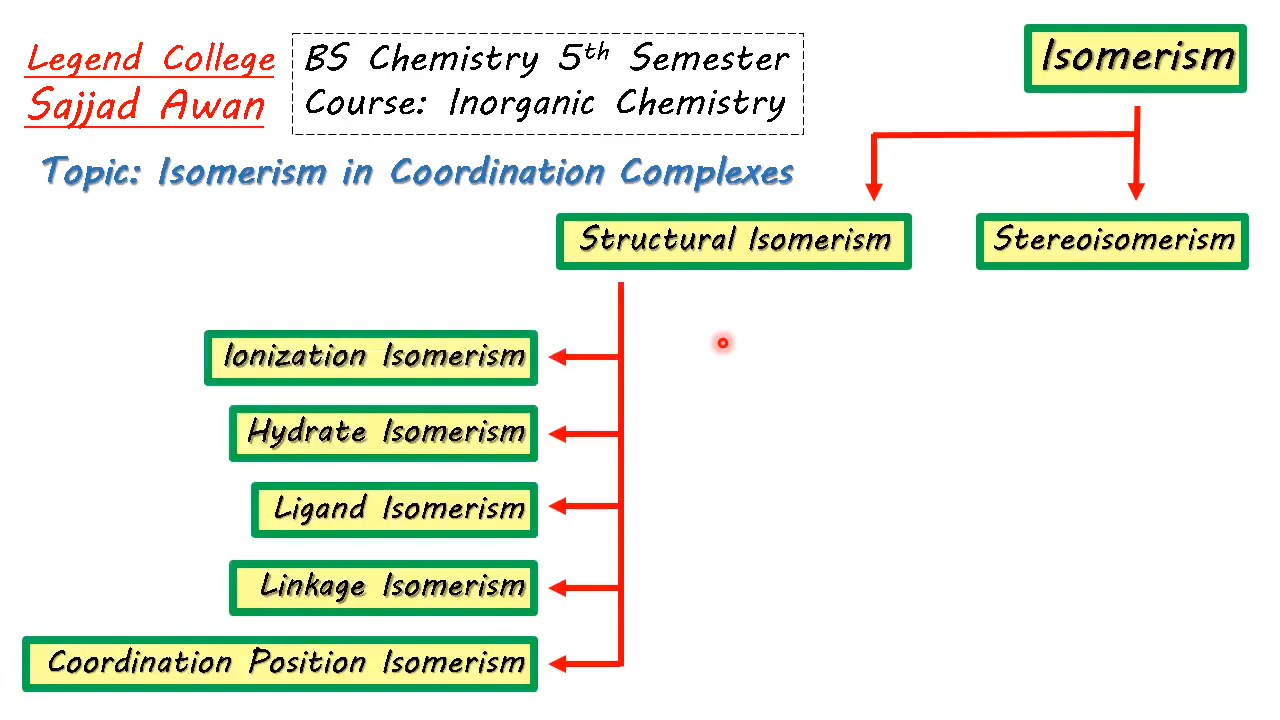 Legend College
Sajjad Awan
BS Chemistry 5th Semester
Course: Inorganic Chemistry
Topic: Isomerism in Coordination Complexes
Isomerism
Structural Isomerism
Stereoisomerism
Ionization Isomerism
Hydrate Isomerism
Ligand Isomerism
Linkage Isomerism
Coordination Position Isomerism